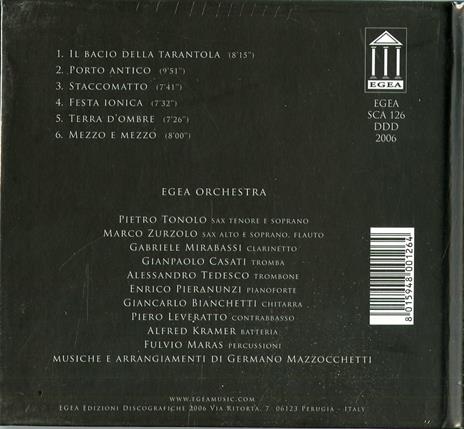 1. Il bacio della tarantola (8'15")
2. Porto antico (9'51")
3. Staccomatto (7'41")
4. Festa ionica (7'32")
5. Terra d'ombre (7'26")
6. Mezzo e mezzo (8'00")
EGEA
EGEA
SCA 126
DDD
2006
EGEA ORCHESTRA
Pietro Tonolo sax tenore e soprano
Marco Zurzolo sax alto e soprano, flauto
Gabriele Mirabassi clarinetto
Gianpaolo Casati tromba
Alessandro Tedesco trombone
Enrico Pieranunzi pianoforte
Giancarlo Bianchetti chitarra
Piero Leveratto contrabbasso
Alfred Kramer batteria
Fulvio Maras percussioni
musiche e arrangiamenti di Germano Mazzocchetti
8 015948 001264
www.egeamusic.com
EGEA Edizioni Discografiche 2006 Via Ritorta, 7 06123 Perugia - Italy